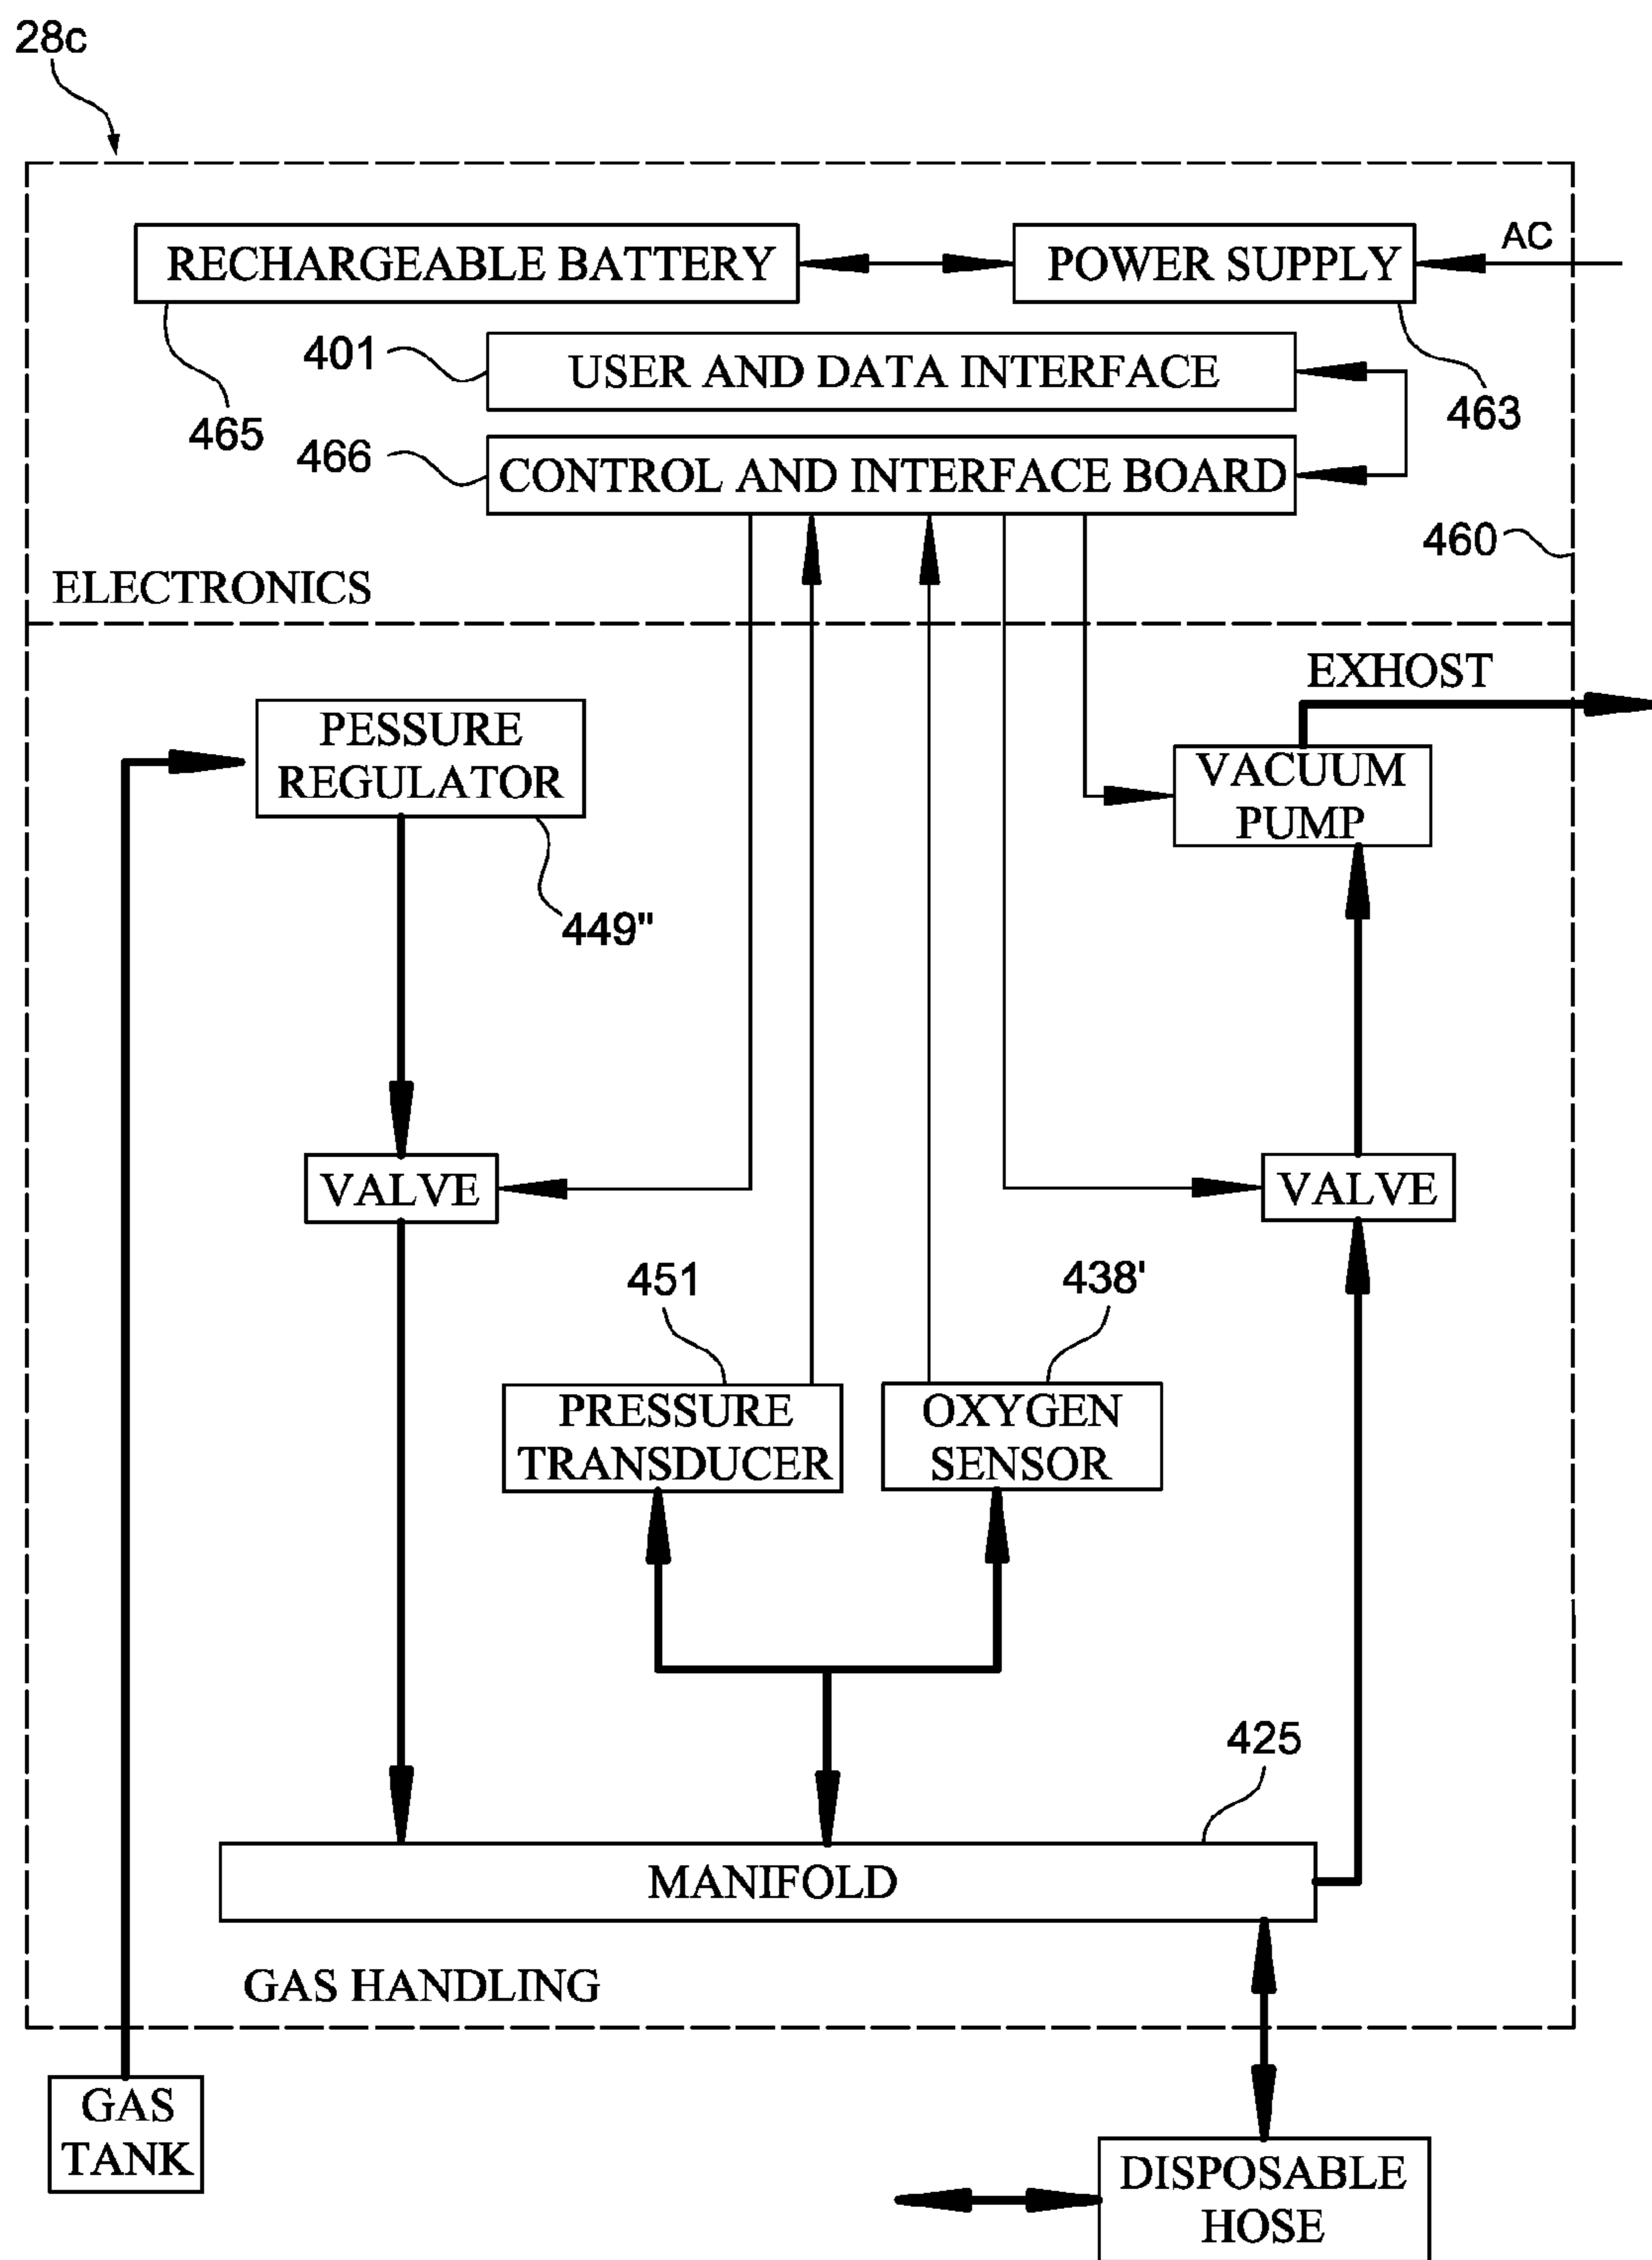 28c
RECHARGEABLE BATTERY
POWER SUPPLY
AC
401
USER AND DATA INTERFACE
465
463
466
CONTROL AND INTERFACE BOARD
460
ELECTRONICS
EXHOST
PESSURE
REGULATOR
VACUUM
PUMP
449"
VALVE
VALVE
451
438'
PRESSURE
TRANSDUCER
OXYGEN
SENSOR
425
MANIFOLD
GAS HANDLING
GAS
TANK
DISPOSABLE
HOSE